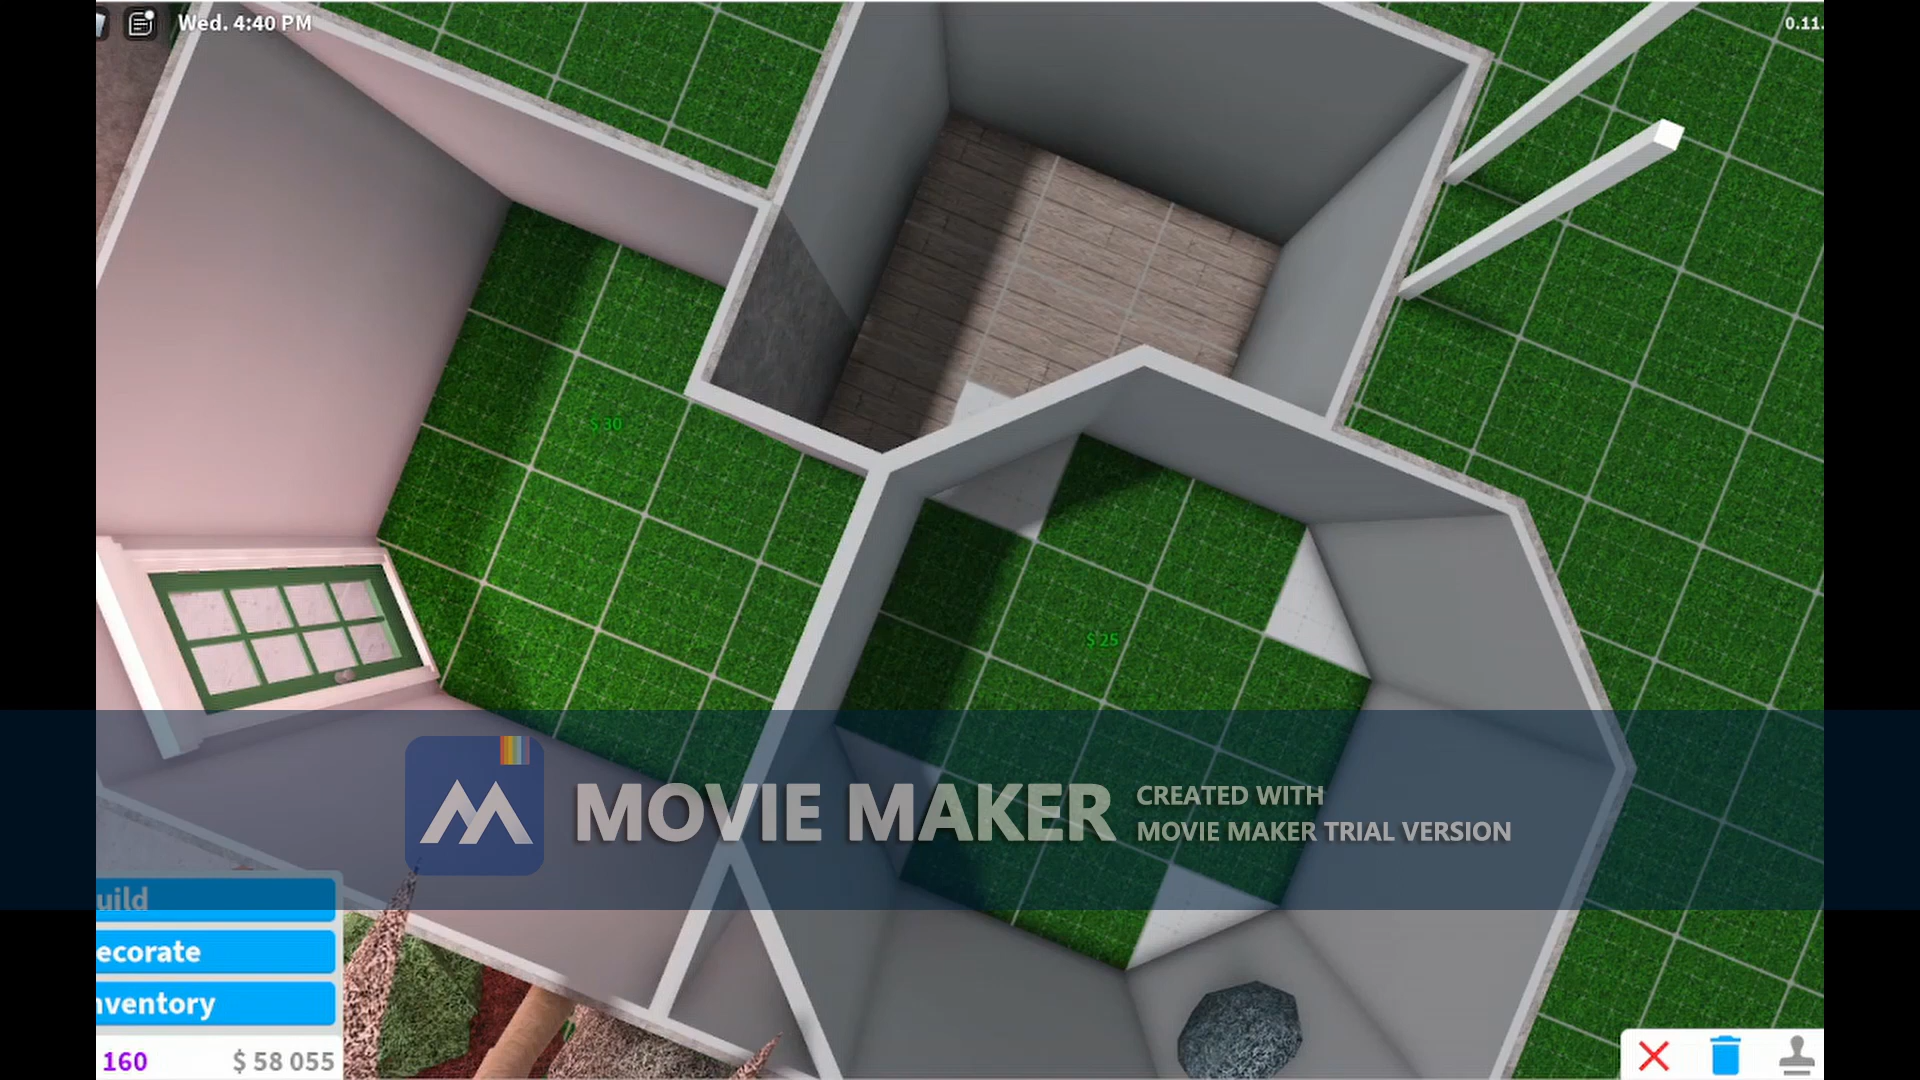 Wed. 4:40 PM
0.11.
$ 30
$ 25
MOVIE MAKER
CREATED WITH
MOVIE MAKER TRIAL VERSION
uild
ecorate
nventory
160
$ 58 055